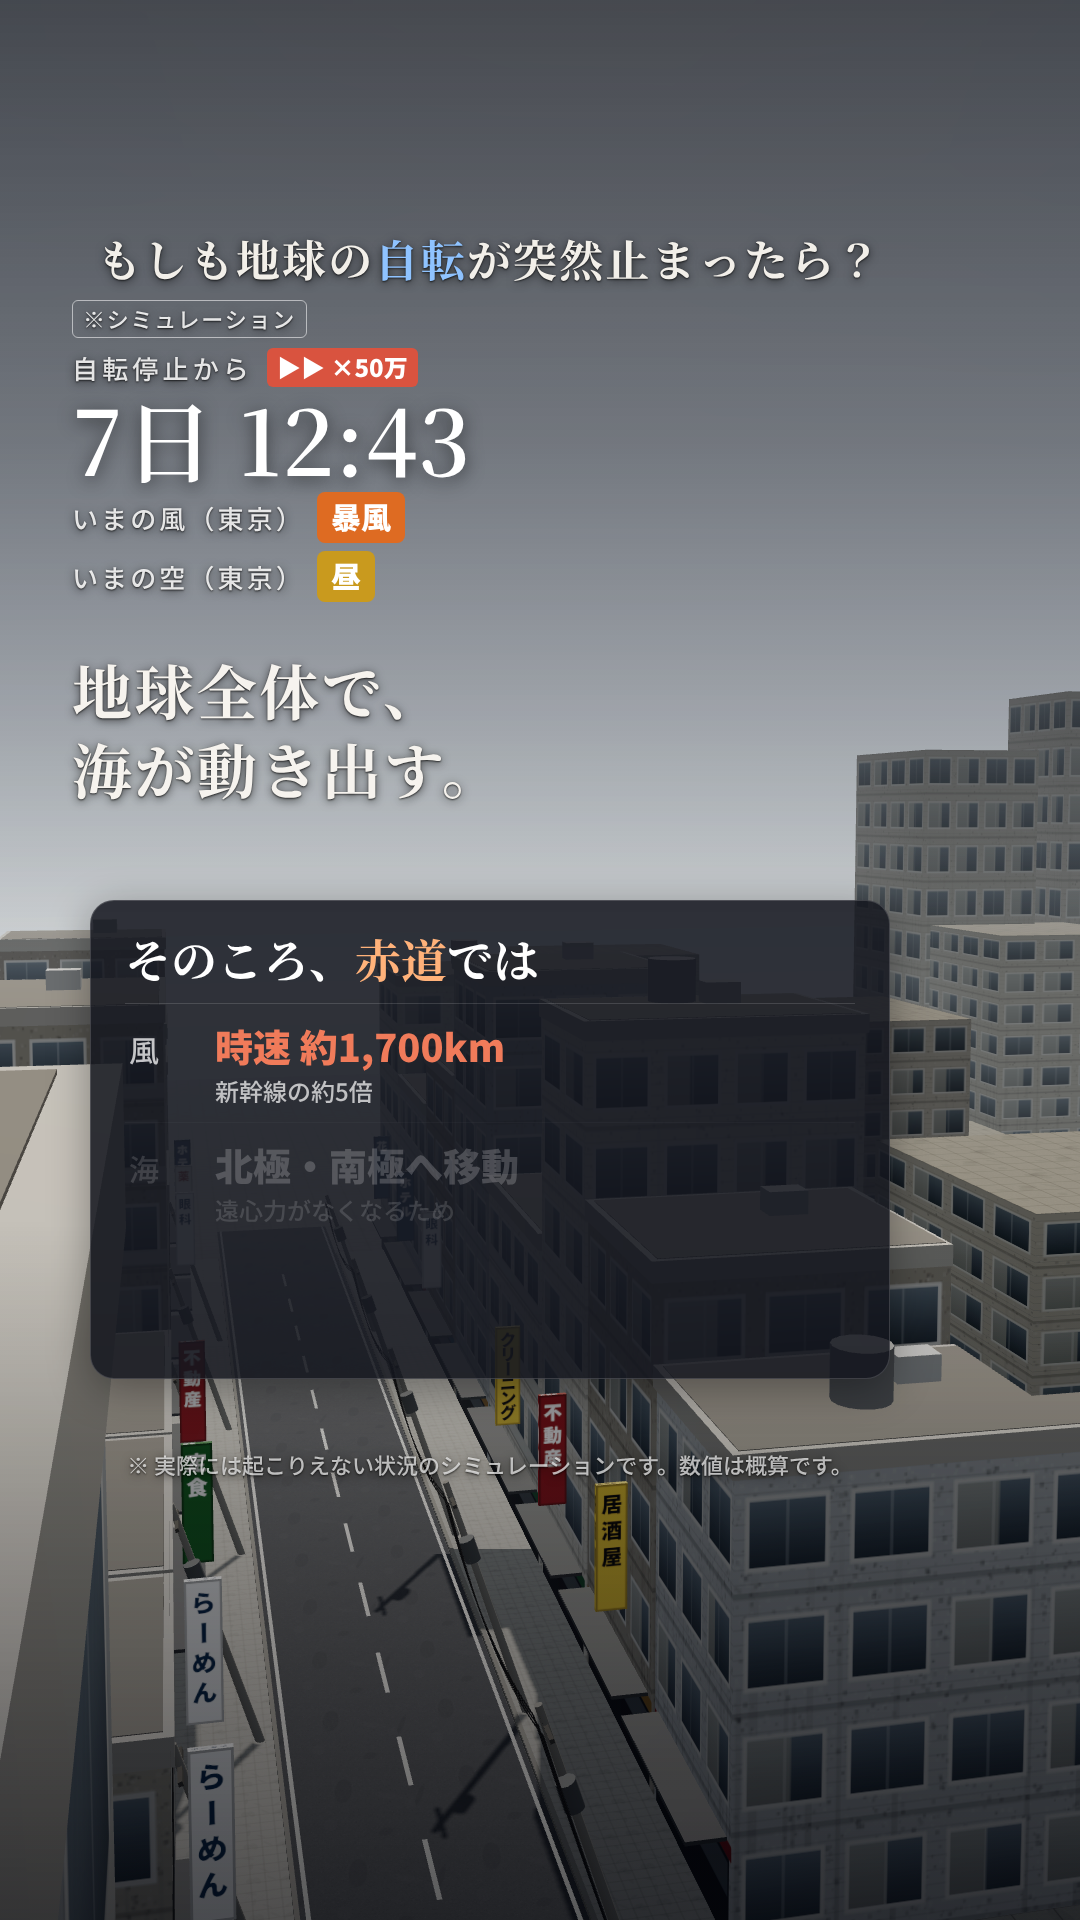 もしも地球の自転が突然止まったら？
※シミュレーション
自転停止から ▶▶ ×50万
7日 12:43
いまの風（東京） 暴風
いまの空（東京） 昼
地球全体で、
海が動き出す。
そのころ、赤道では
風 時速 約1,700km
新幹線の約5倍
海 北極・南極へ移動
遠心力がなくなるため
眼科
眼科
不動産
クリーニング
不動産
※ 実際には起こりえない状況のシミュレーションです。数値は概算です。
食
居酒屋
らーめん
らーめん